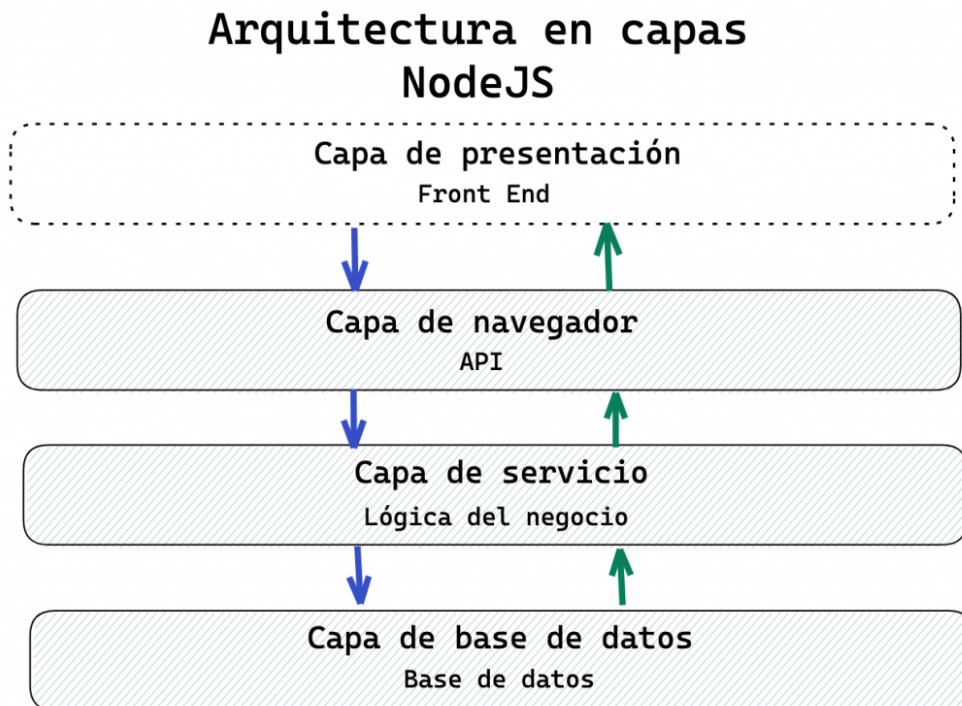 Arquitectura en capas
NodeJS
Capa de presentación
Front End
Capa de navegador
API
Capa de servicio
Lógica del negocio
Capa de base de datos
Base de datos